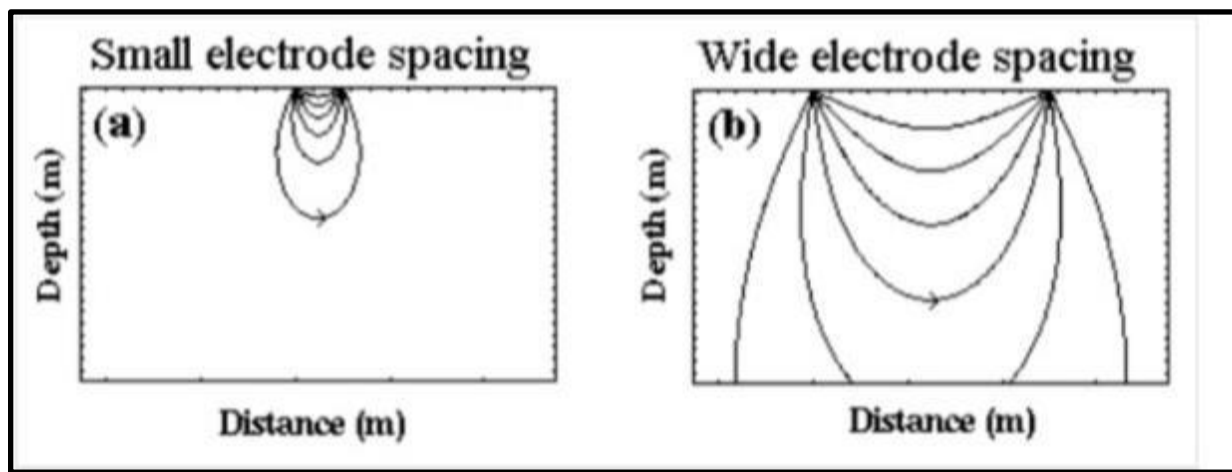 Small electrode spacing
(a)
Depth (m)
Distance (m)
Wide electrode spacing
(b)
Depth (m)
Distance (m)